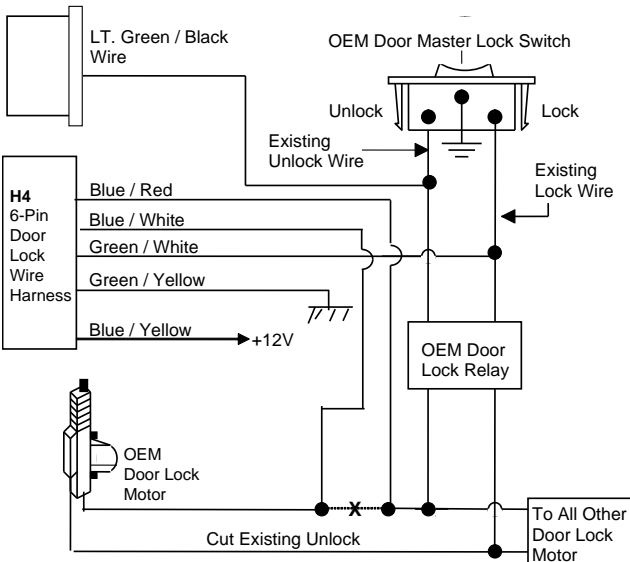 LT. Green / Black
Wire
OEM Door Master Lock Switch
Unlock
Lock
Existing
Unlock Wire
Existing
Lock Wire
H4
6-Pin
Door
Lock
Wire
Harness
Blue / Red
Blue / White
Green / White
Green / Yellow
Blue / Yellow
+12V
OEM Door
Lock Relay
OEM
Door Lock
Motor
X
Cut Existing Unlock
To All Other
Door Lock
Motor